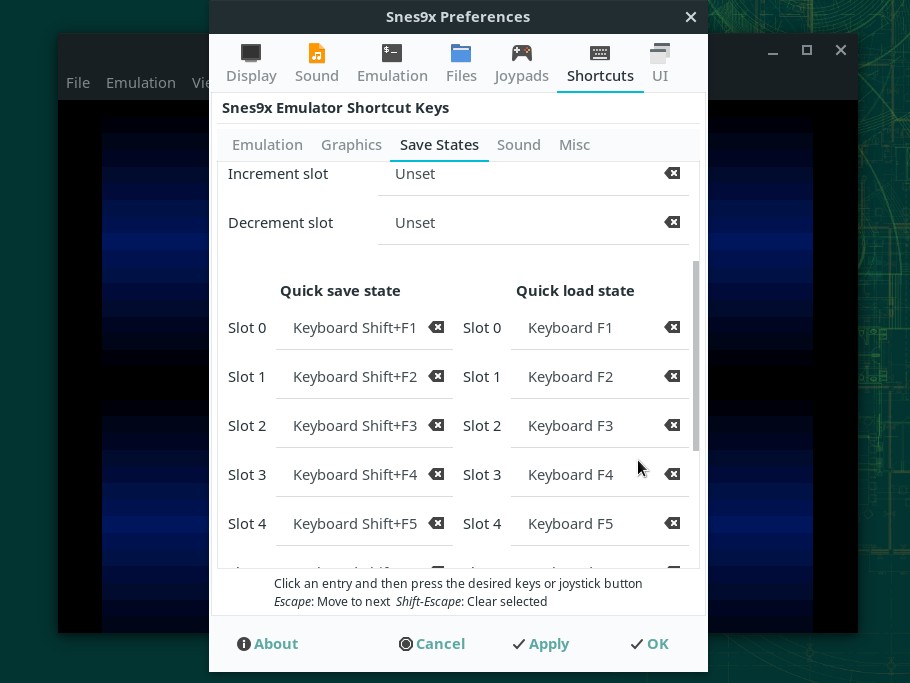 Snes9x Preferences
File Emulation Vie
Display Sound Emulation Files Joypads Shortcuts UI
Snes9x Emulator Shortcut Keys
Emulation Graphics Save States Sound Misc
Increment slot Unset
Decrement slot Unset
Quick save state Quick load state
Slot 0 Keyboard Shift+F1 Slot 0 Keyboard F1
Slot 1 Keyboard Shift+F2 Slot 1 Keyboard F2
Slot 2 Keyboard Shift+F3 Slot 2 Keyboard F3
Slot 3 Keyboard Shift+F4 Slot 3 Keyboard F4
Slot 4 Keyboard Shift+F5 Slot 4 Keyboard F5
Click an entry and then press the desired keys or joystick button
Escape: Move to next Shift-Escape: Clear selected
About Cancel Apply OK